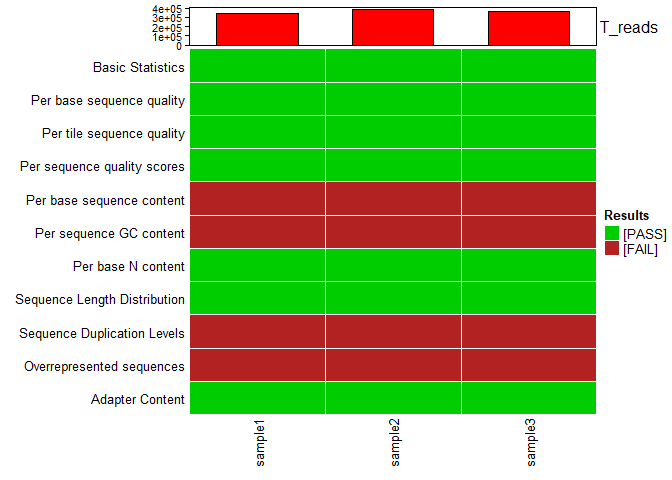 4e+05
3e+05
2e+05
1e+05
0
T_reads
Basic Statistics
Per base sequence quality
Per tile sequence quality
Per sequence quality scores
Per base sequence content
Per sequence GC content
Per base N content
Sequence Length Distribution
Sequence Duplication Levels
Overrepresented sequences
Adapter Content
Results
[PASS]
[FAIL]
sample1
sample2
sample3